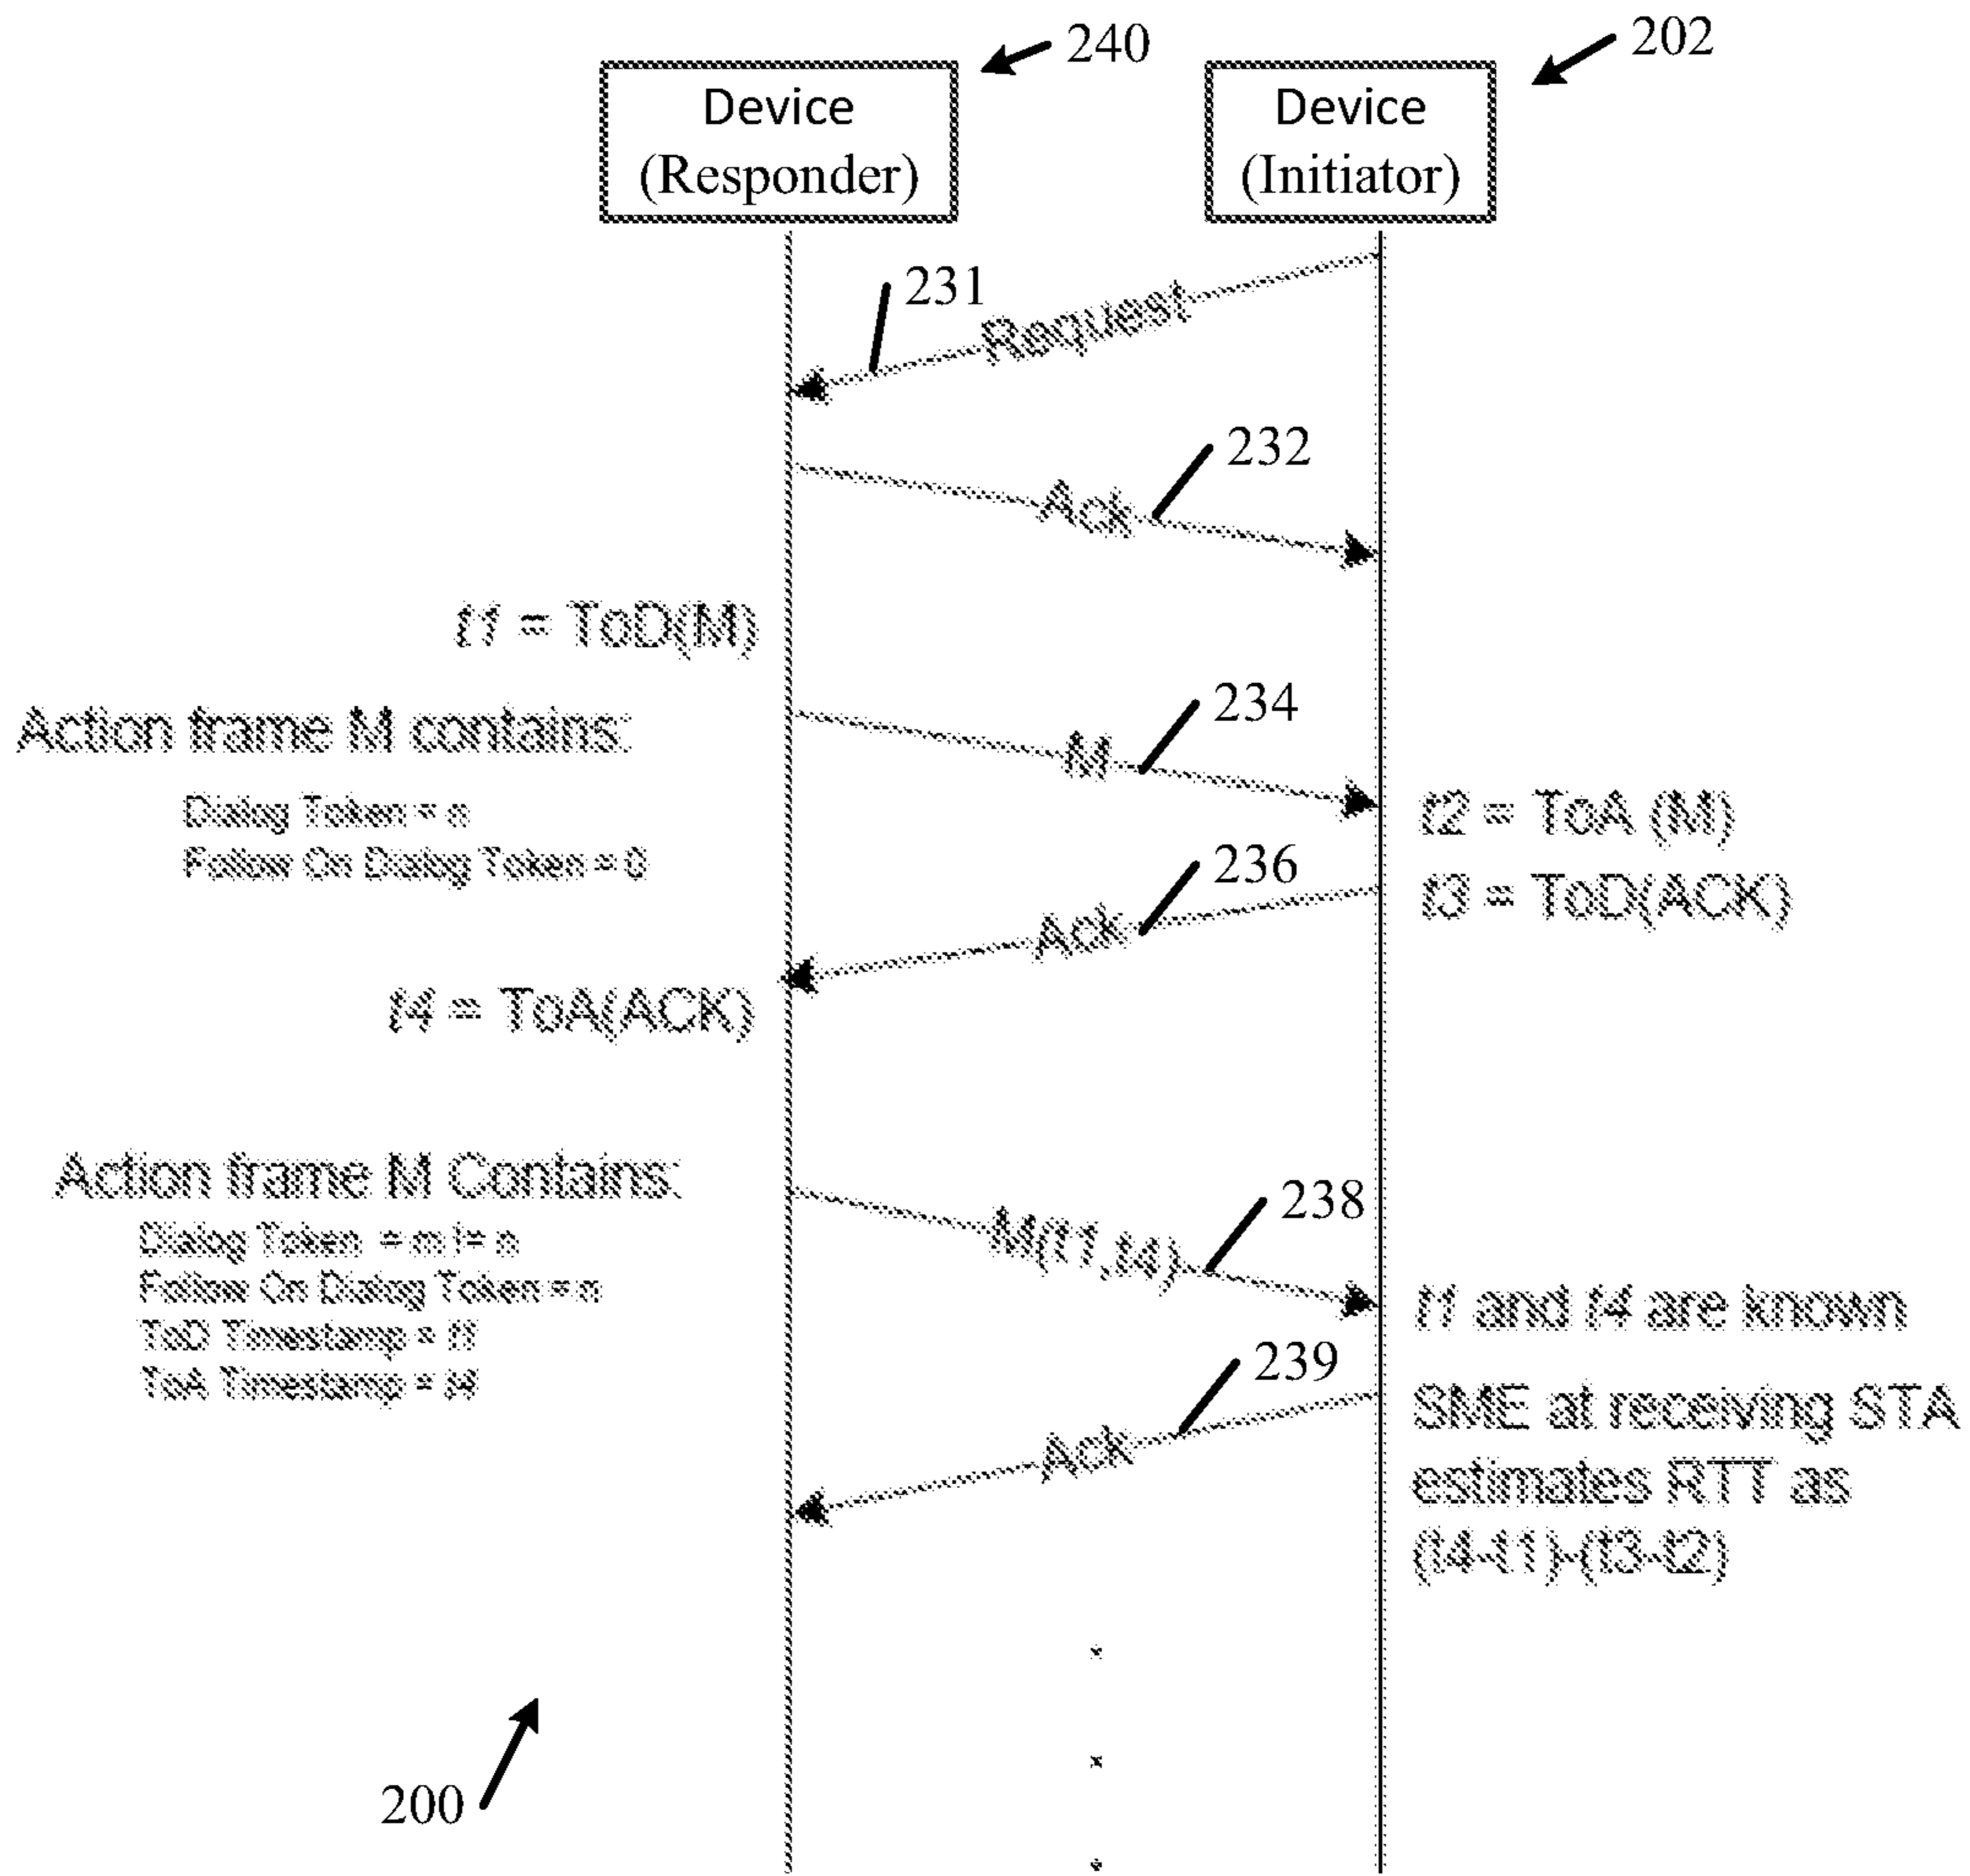 240
202
Device
(Responder)
Device
(Initiator)
231
Request
232
Ack
t1 = ToD(M)
234
Action frame M contains:
M
Dialog Token = n
t2 = ToA (M)
Follow On Dialog Token = 0
236
t3 = ToD(ACK)
Ack
t4 = ToA(ACK)
Action frame M Contains:
238
Dialog Token = m != n
M(t1,t4)
Follow On Dialog Token = n
t1 and t4 are known
ToD Timestamp = t1
239
ToA Timestamp = t4
SME at receiving STA
Ack
estimates RTT as
(t4-t1)-(t3-t2)
200